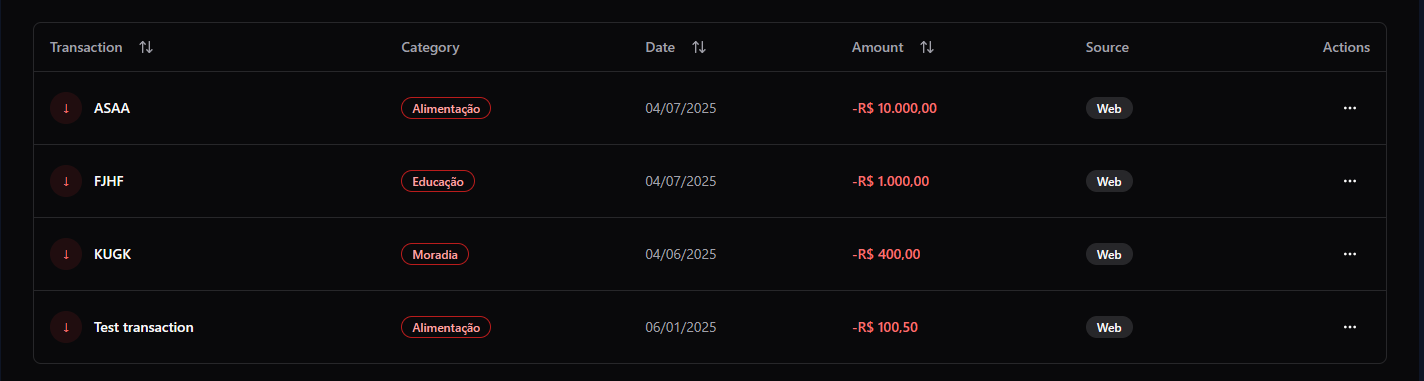 Transaction Category Date Amount Source Actions
ASAA Alimentação 04/07/2025 -R$ 10.000,00 Web
FJHF Educação 04/07/2025 -R$ 1.000,00 Web
KUGK Moradia 04/06/2025 -R$ 400,00 Web
Test transaction Alimentação 06/01/2025 -R$ 100,50 Web